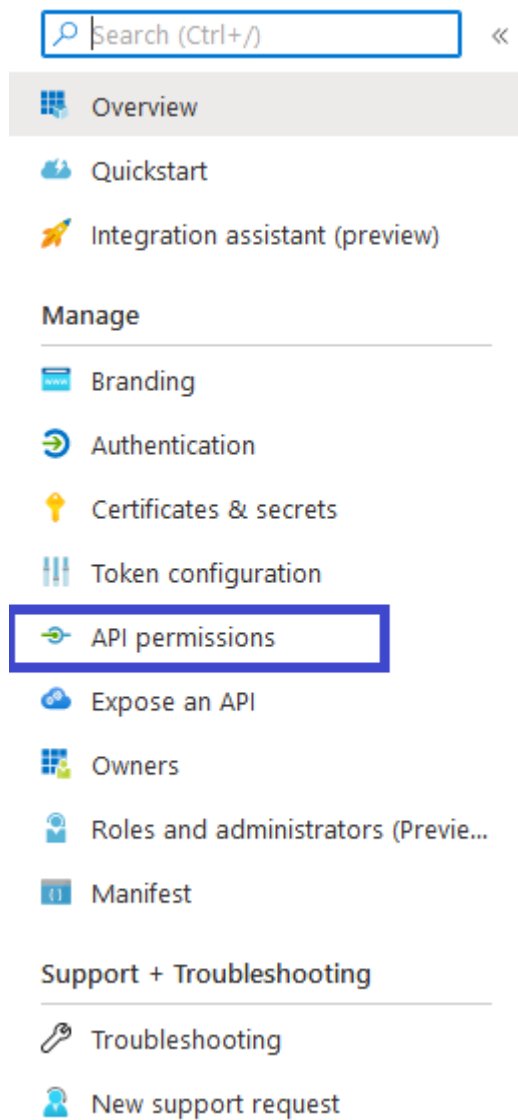 Search (Ctrl+/)
«
Overview
Quickstart
Integration assistant (preview)
Manage
www
Branding
Authentication
Certificates & secrets
Token configuration
API permissions
Expose an API
Owners
Roles and administrators (Previe...
Manifest
Support + Troubleshooting
Troubleshooting
New support request